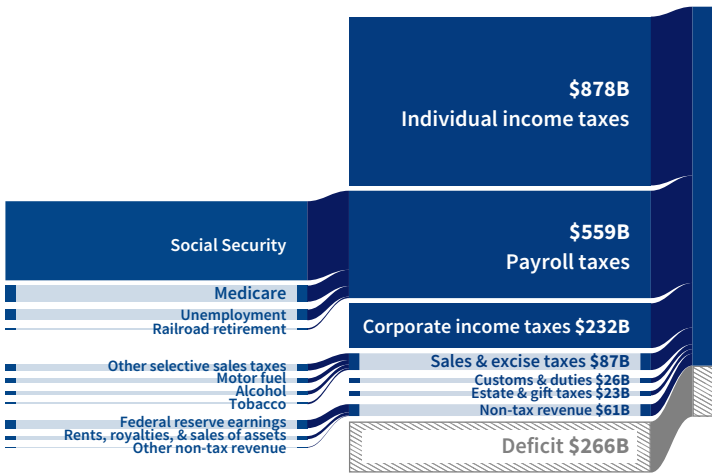 $878B
Individual income taxes
Social Security
Medicare
Unemployment
Railroad retirement
$559B
Payroll taxes
Corporate income taxes $232B
Other selective sales taxes
Motor fuel
Alcohol
Tobacco
Sales & excise taxes $87B
Customs & duties $26B
Estate & gift taxes $23B
Federal reserve earnings
Rents, royalties, & sales of assets
Other non-tax revenue
Non-tax revenue $61B
Deficit $266B